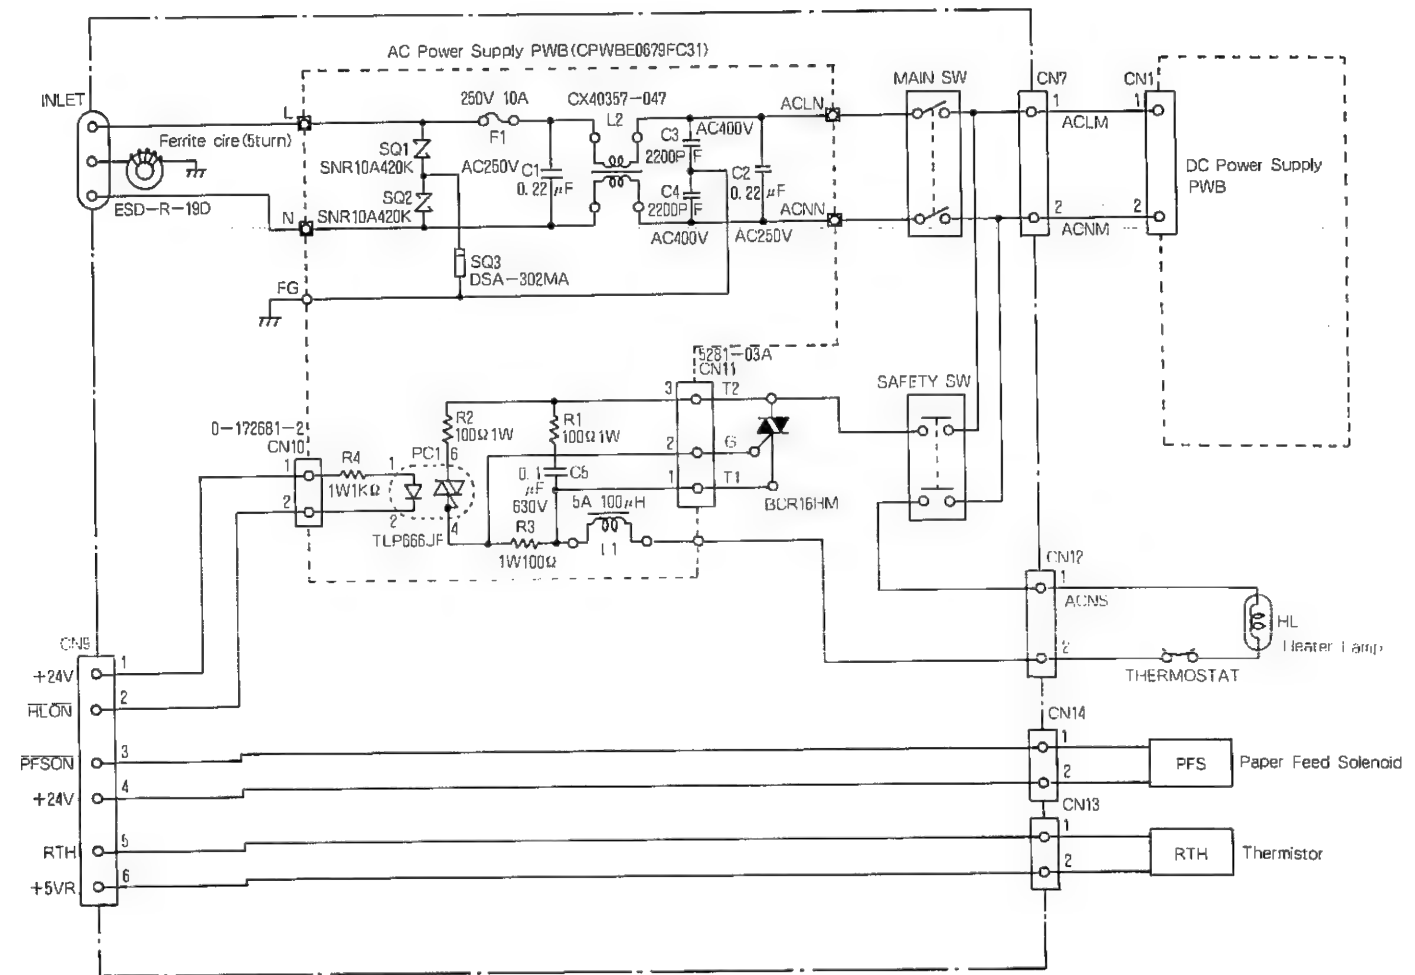 AC Power Supply PWB(CPWBE0679FC31)
INLET
L
250V 10A
F1
CX40357-047
L2
ACLN
MAIN SW
CN7
1
ACLM
CN1
1
Ferrite cire(5turn)
ESD-R-19D
SQ1
SNR10A420K
SQ2
SNR10A420K
AC250V
C1
0.22μF
C3
2200P F
AC400V
C4
2200P F
AC400V
C2
0.22μF
AC250V
DC Power Supply
PWB
N
ACNN
2
ACNM
2
SQ3
DSA-302MA
FG
5281-03A
CN11
SAFETY SW
3
T2
0-172681-2
CN10
R2
100Ω1W
R1
100Ω1W
2
G
1
R4
1W1KΩ
1
PC1
6
0.1
μF
630V
C5
1
T1
BCR16HM
2
2
4
TLP666JF
5A 100μH
L1
R3
1W100Ω
CN12
1
ACNS
HL
Heater Lamp
2
THERMOSTAT
+24V
1
HLON
2
CN14
PFSON
3
1
PFS
Paper Feed Solenoid
+24V
4
2
CN13
RTH
5
1
RTH
Thermistor
+5VR
6
2